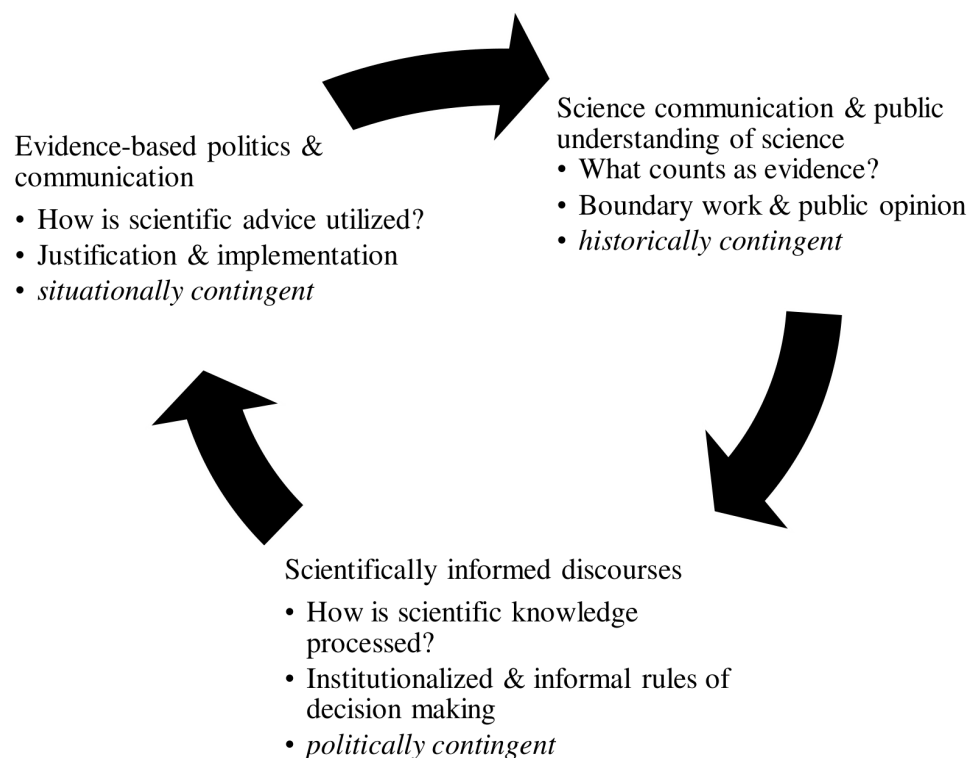 Evidence-based politics &
communication
• How is scientific advice utilized?
• Justification & implementation
• situationally contingent
Science communication & public
understanding of science
• What counts as evidence?
• Boundary work & public opinion
• historically contingent
Scientifically informed discourses
• How is scientific knowledge
processed?
• Institutionalized & informal rules of
decision making
• politically contingent